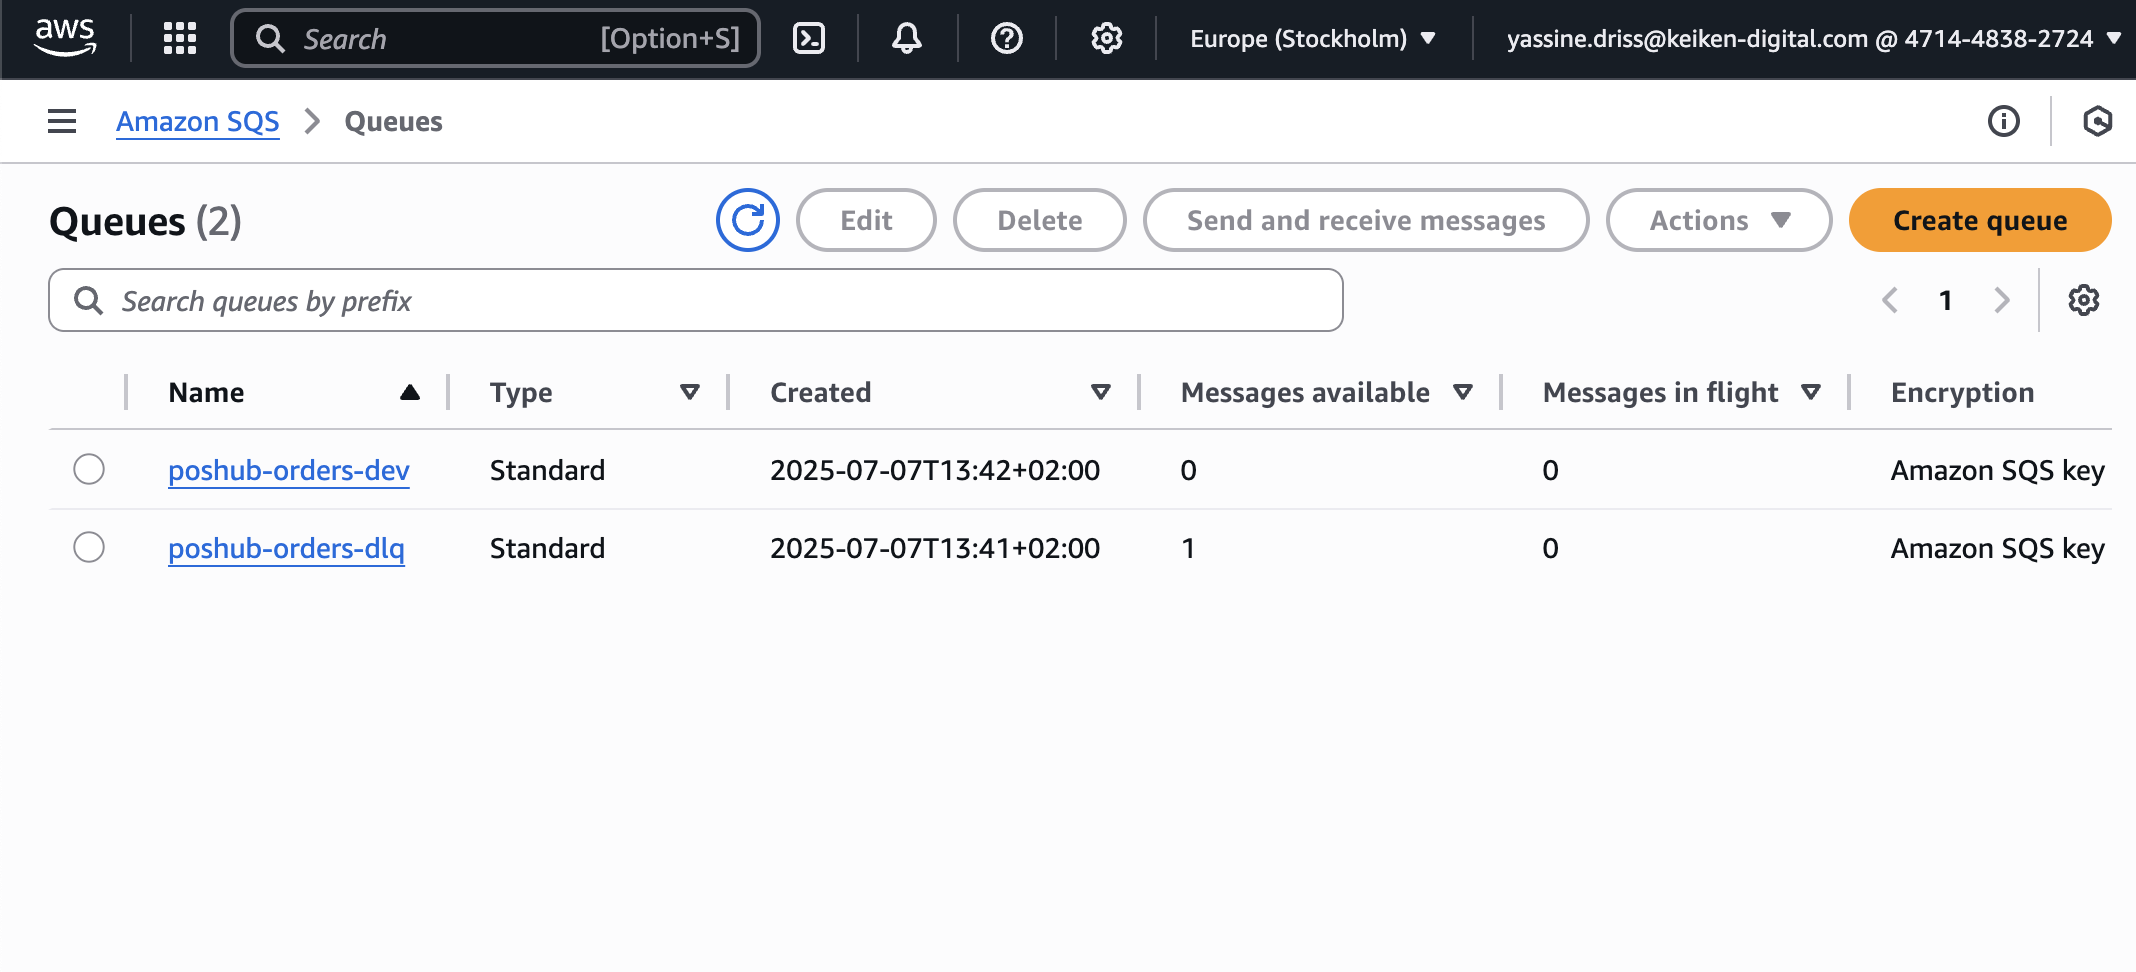 aws Search [Option+S] Europe (Stockholm) yassine.driss@keiken-digital.com @ 4714-4838-2724
Amazon SQS Queues
Queues (2) Edit Delete Send and receive messages Actions Create queue
Search queues by prefix 1
Name Type Created Messages available Messages in flight Encryption
poshub-orders-dev Standard 2025-07-07T13:42+02:00 0 0 Amazon SQS key
poshub-orders-dlq Standard 2025-07-07T13:41+02:00 1 0 Amazon SQS key